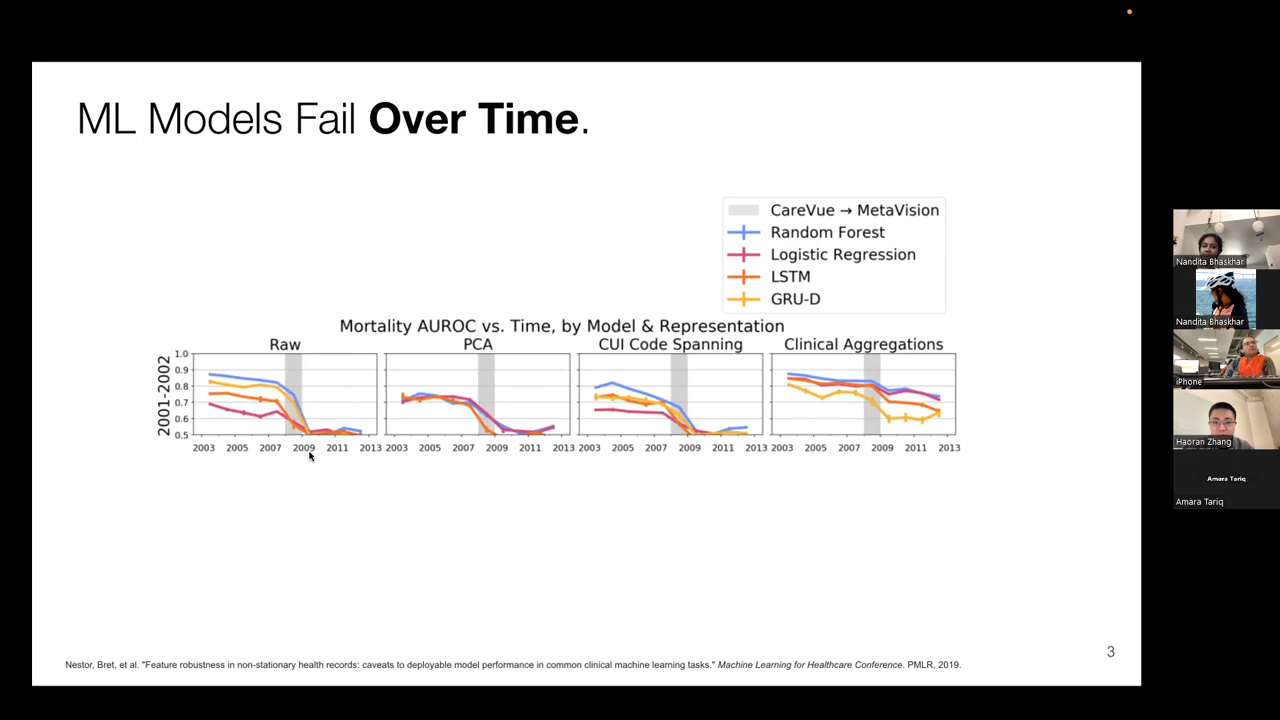 ML Models Fail Over Time.
CareVue → MetaVision
Random Forest
Logistic Regression
LSTM
GRU-D
Mortality AUROC vs. Time, by Model & Representation
Raw PCA CUI Code Spanning Clinical Aggregations
2001-2002
1.0
0.9
0.8
0.7
0.6
0.5
2003 2005 2007 2009 2011 2013 2003 2005 2007 2009 2011 2013 2003 2005 2007 2009 2011 2013 2003 2005 2007 2009 2011 2013
3
Nestor, Bret, et al. "Feature robustness in non-stationary health records: caveats to deployable model performance in common clinical machine learning tasks." Machine Learning for Healthcare Conference. PMLR, 2019.
Nandita Bhaskhar
Nandita Bhaskhar
iPhone
Haoran Zhang
Amara Tariq
Amara Tariq